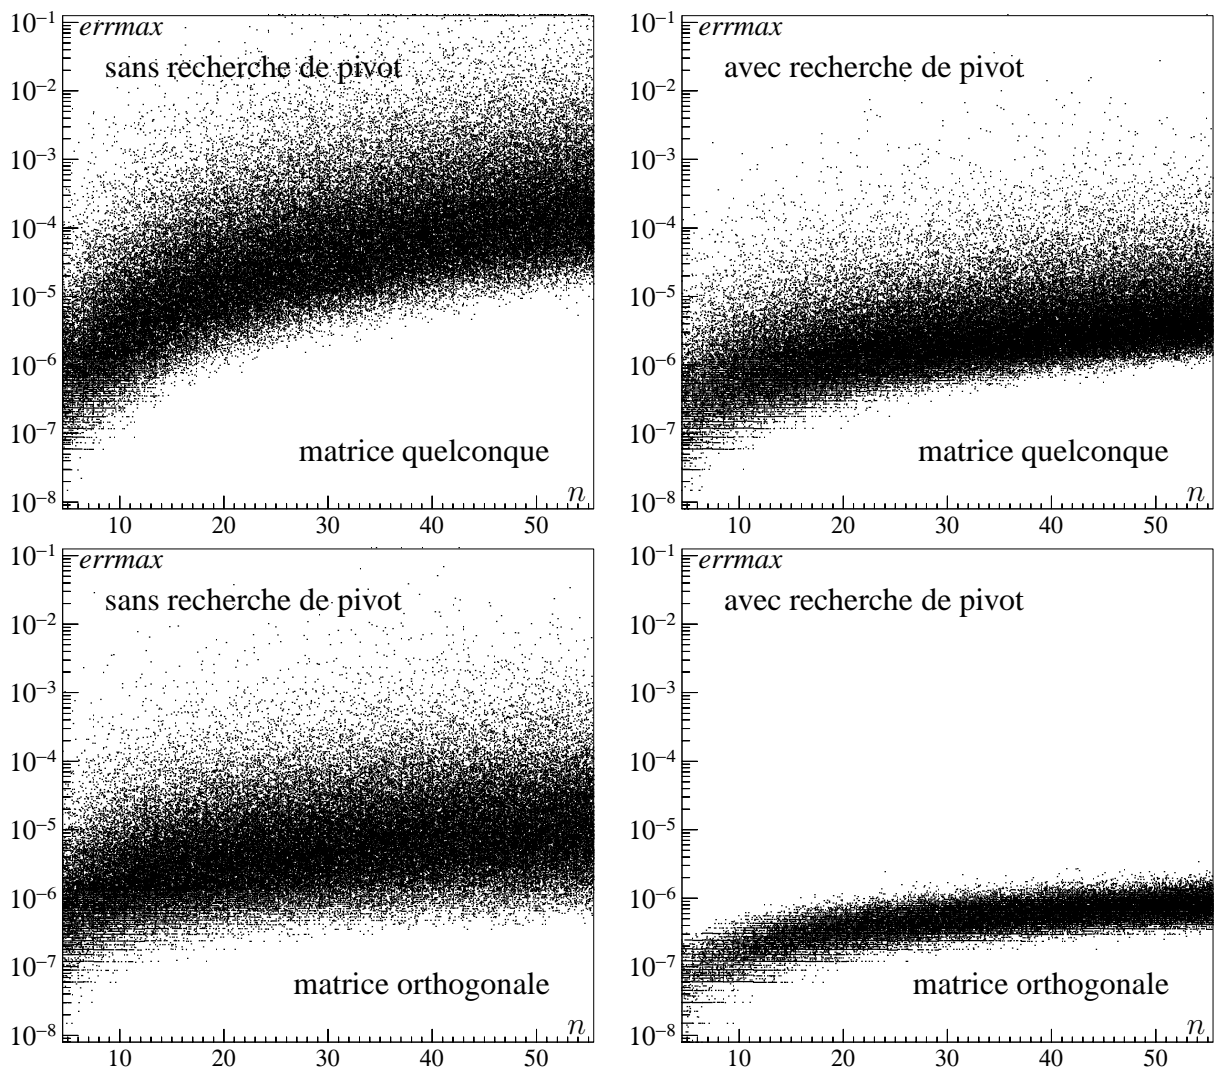 10⁻¹ errmax
sans recherche de pivot
10⁻²
10⁻³
10⁻⁴
10⁻⁵
10⁻⁶
10⁻⁷
matrice quelconque
10⁻⁸ n
10 20 30 40 50
10⁻¹ errmax
avec recherche de pivot
10⁻²
10⁻³
10⁻⁴
10⁻⁵
10⁻⁶
10⁻⁷
matrice quelconque
10⁻⁸ n
10 20 30 40 50
10⁻¹ errmax
sans recherche de pivot
10⁻²
10⁻³
10⁻⁴
10⁻⁵
10⁻⁶
10⁻⁷
matrice orthogonale
10⁻⁸ n
10 20 30 40 50
10⁻¹ errmax
avec recherche de pivot
10⁻²
10⁻³
10⁻⁴
10⁻⁵
10⁻⁶
10⁻⁷
matrice orthogonale
10⁻⁸ n
10 20 30 40 50